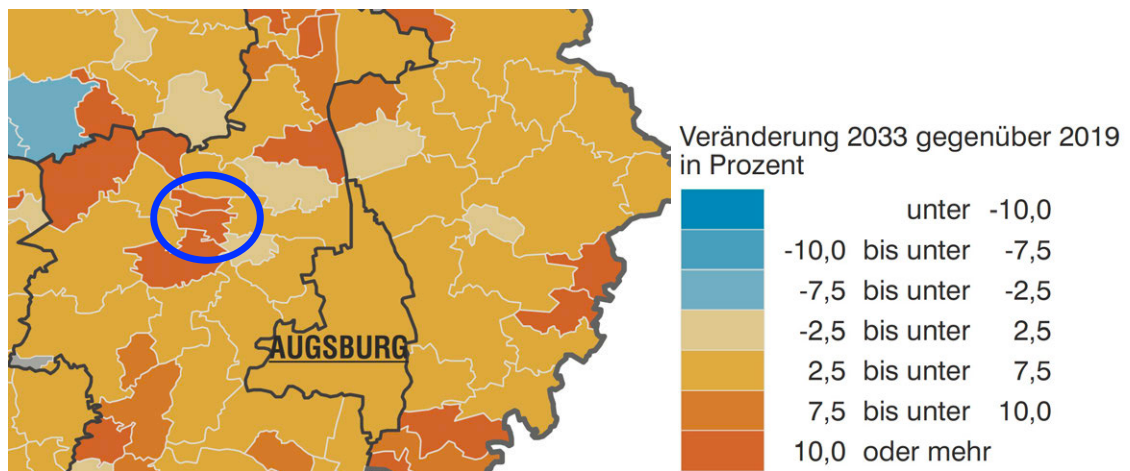 AUGSBURG
Veränderung 2033 gegenüber 2019
in Prozent
unter -10,0
-10,0 bis unter -7,5
-7,5 bis unter -2,5
-2,5 bis unter 2,5
2,5 bis unter 7,5
7,5 bis unter 10,0
10,0 oder mehr